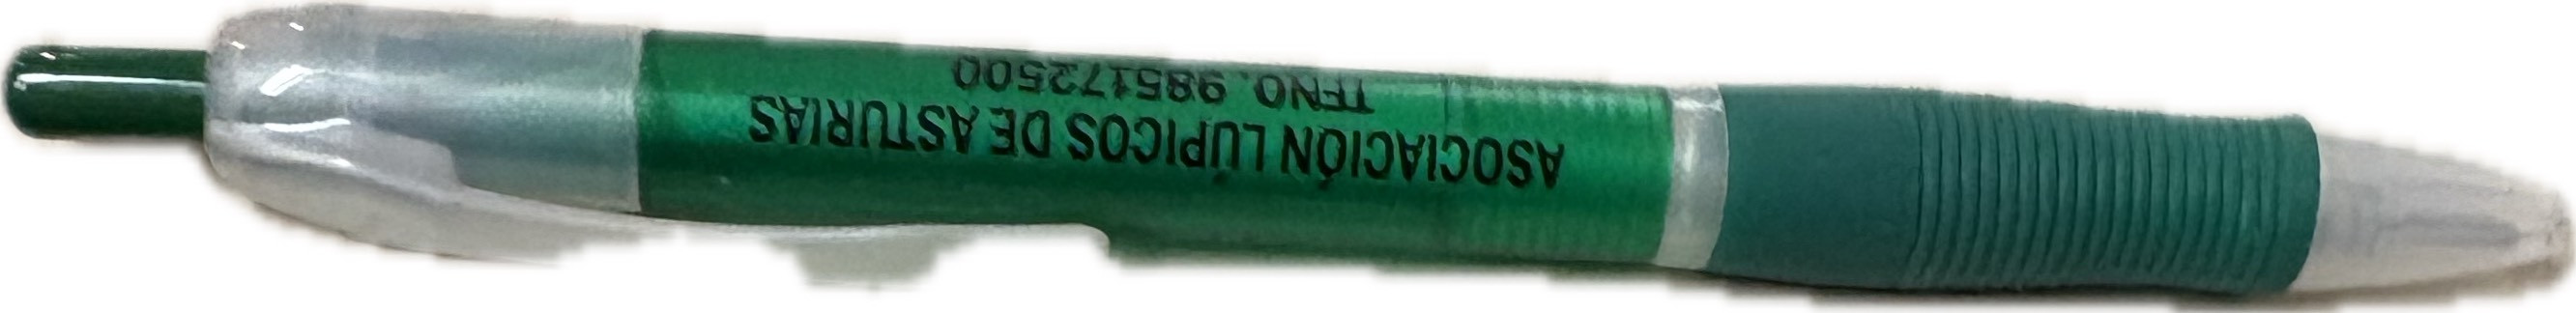 ASOCIACIÓN LÚPICOS DE ASTURIAS
TFNO. 985172500